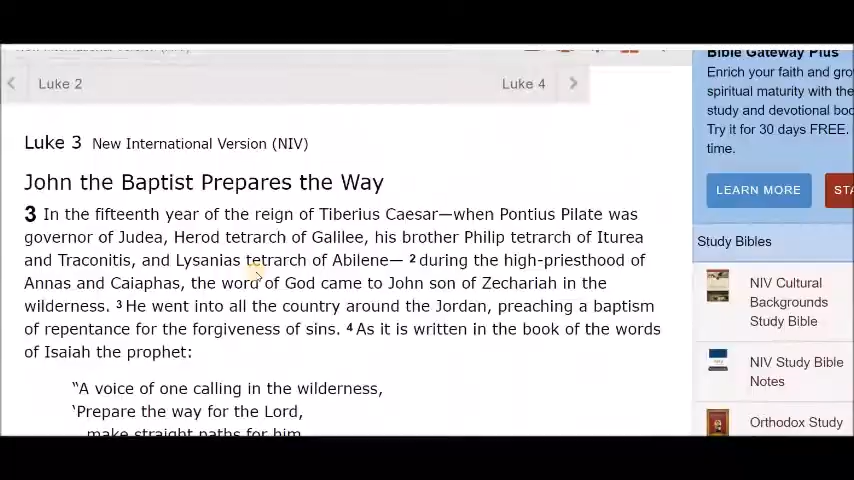 Bible Gateway Plus
Enrich your faith and gro
spiritual maturity with the
study and devotional boo
Try it for 30 days FREE.
time.
LEARN MORE
STA
Luke 2
Luke 4
Luke 3 New International Version (NIV)
John the Baptist Prepares the Way
3 In the fifteenth year of the reign of Tiberius Caesar—when Pontius Pilate was
governor of Judea, Herod tetrarch of Galilee, his brother Philip tetrarch of Iturea
and Traconitis, and Lysanias tetrarch of Abilene— 2 during the high-priesthood of
Annas and Caiaphas, the word of God came to John son of Zechariah in the
wilderness. 3 He went into all the country around the Jordan, preaching a baptism
of repentance for the forgiveness of sins. 4 As it is written in the book of the words
of Isaiah the prophet:
“A voice of one calling in the wilderness,
‘Prepare the way for the Lord,
make straight paths for him
Study Bibles
NIV Cultural
Backgrounds
Study Bible
NIV Study Bible
Notes
Orthodox Study